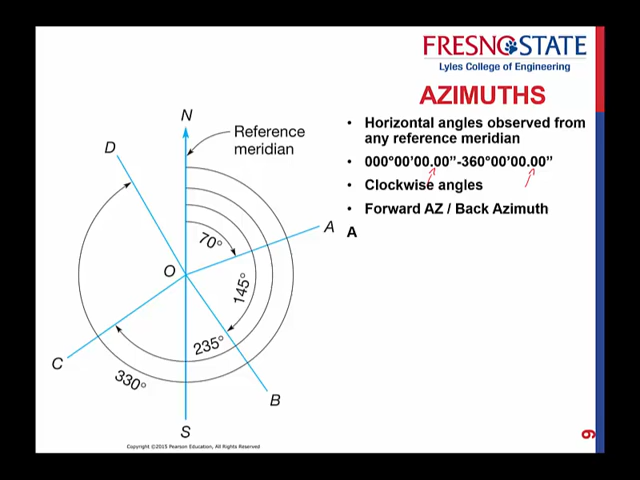 FRESNO STATE
Lyles College of Engineering
AZIMUTHS
• Horizontal angles observed from
any reference meridian
• 000°00'00.00"-360°00'00.00"
• Clockwise angles
• Forward AZ / Back Azimuth
A
N
Reference
meridian
D
A
70°
O
145°
235°
C
330°
B
S
Copyright ©2015 Pearson Education, All Rights Reserved
9